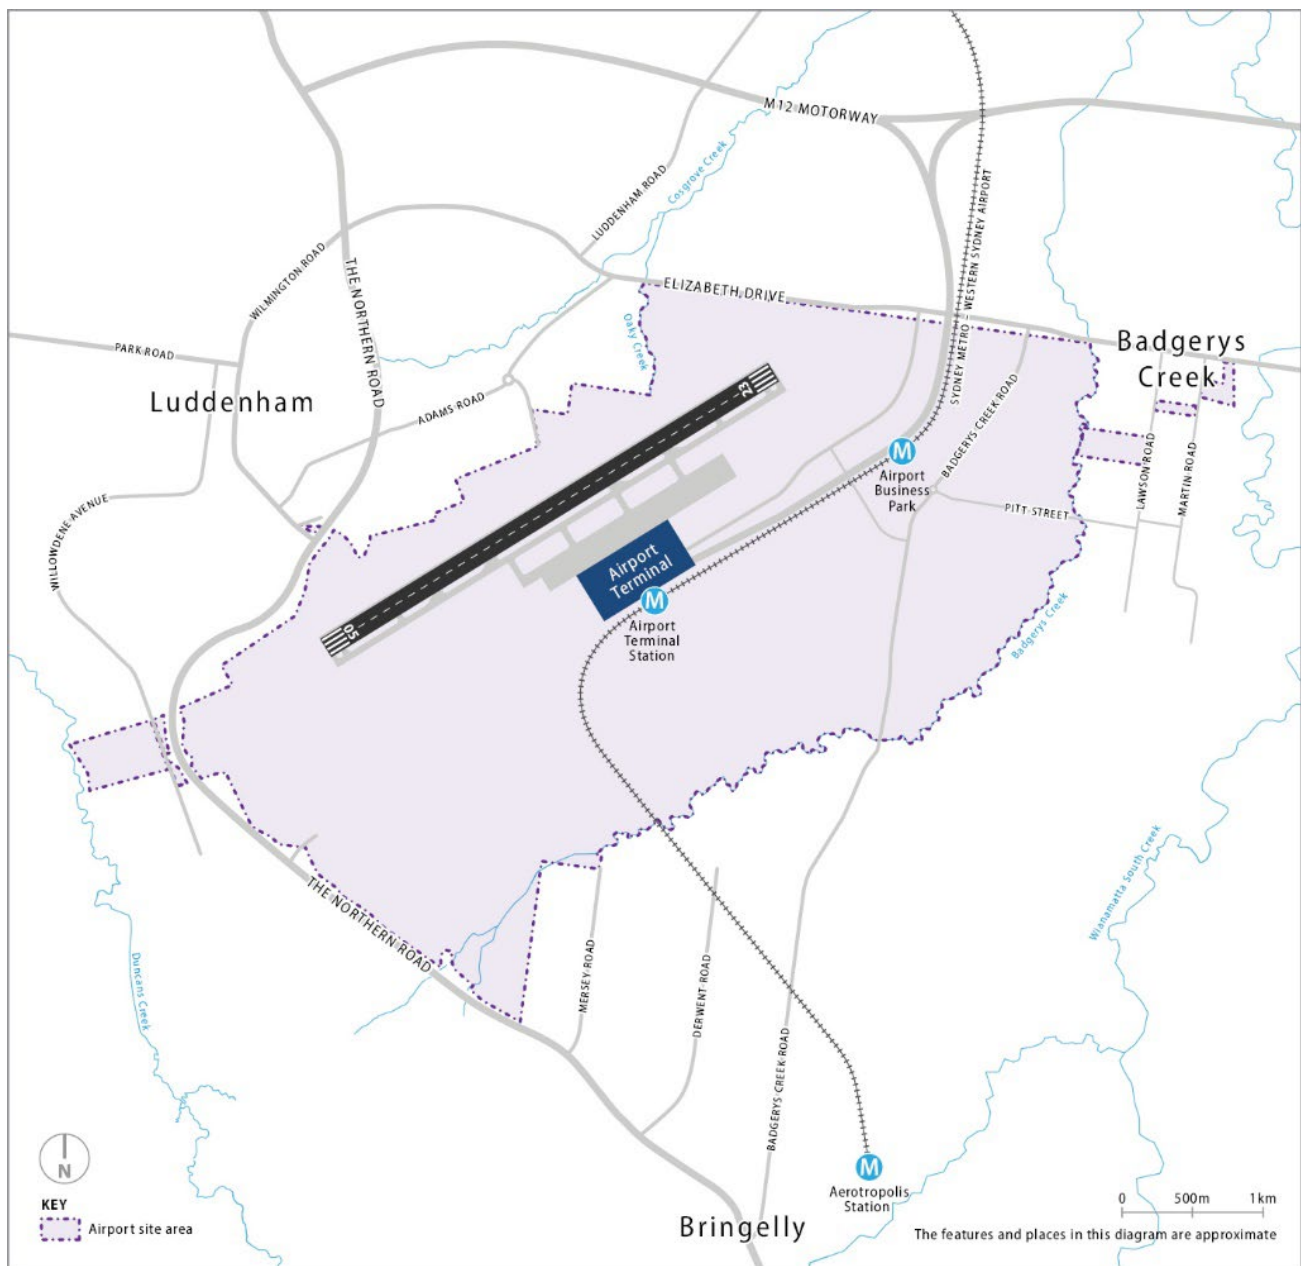 M12 MOTORWAY
Cosgrove Creek
LUDDENHAM ROAD
SYDNEY METRO – WESTERN SYDNEY AIRPORT
WILMINGTON ROAD
THE NORTHERN ROAD
ELIZABETH DRIVE
Oaky Creek
PARK ROAD
Badgerys
Creek
Luddenham
ADAMS ROAD
23
BADGERYS CREEK ROAD
M
Airport
Business
Park
LAWSON ROAD
MARTIN ROAD
PITT STREET
WILLOWDENE AVENUE
Airport
Terminal
M
Airport
Terminal
Station
05
Badgerys Creek
Wianamatta South Creek
THE NORTHERN ROAD
Duncans Creek
MERSEY ROAD
DERWENT ROAD
BADGERYS CREEK ROAD
M
Aerotropolis
Station
Bringelly
N
KEY
Airport site area
0 500m 1km
The features and places in this diagram are approximate